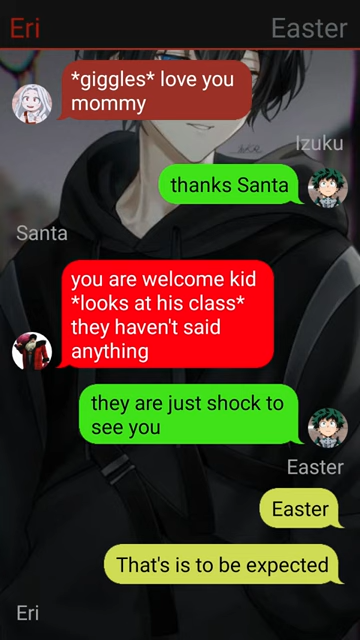 Eri Easter
*giggles* love you
mommy
Izuku
thanks Santa
Santa
you are welcome kid
*looks at his class*
they haven't said
anything
they are just shock to
see you
Easter
Easter
That's is to be expected
Eri